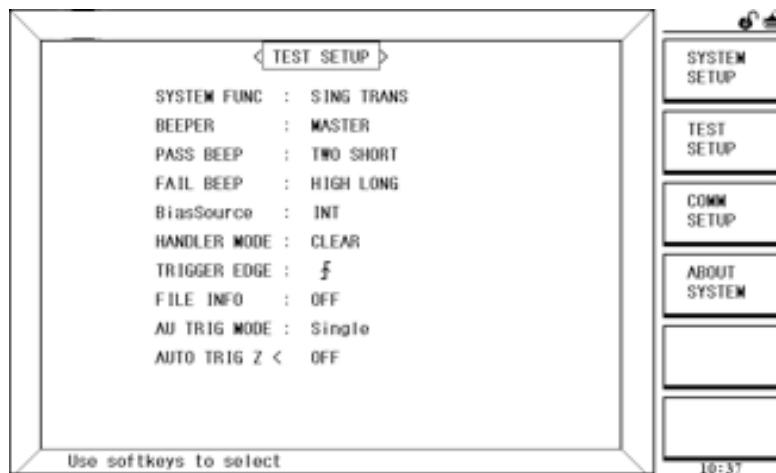 < TEST SETUP >
SYSTEM FUNC : SING TRANS
BEEPER : MASTER
PASS BEEP : TWO SHORT
FAIL BEEP : HIGH LONG
BiasSource : INT
HANDLER MODE : CLEAR
TRIGGER EDGE :
FILE INFO : OFF
AU TRIG MODE : Single
AUTO TRIG Z < OFF
Use softkeys to select
SYSTEM
SETUP
TEST
SETUP
COMM
SETUP
ABOUT
SYSTEM
10:37